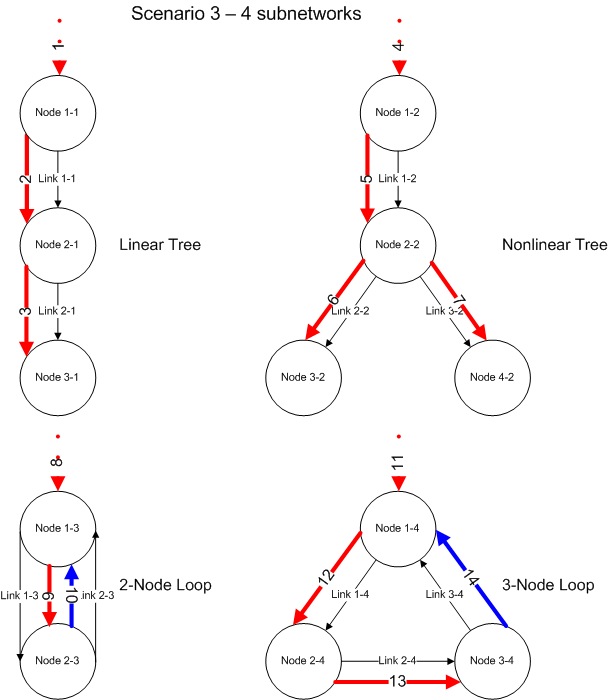 Scenario 3 – 4 subnetworks
1
4
Node 1-1
Node 1-2
2
Link 1-1
5
Link 1-2
Node 2-1
Linear Tree
Node 2-2
Nonlinear Tree
3
Link 2-1
6
Link 2-2
7
Link 3-2
Node 3-1
Node 3-2
Node 4-2
8
11
Node 1-3
Node 1-4
2-Node Loop
3-Node Loop
Link 1-3
9
10
ink 2-3
12
Link 1-4
Link 3-4
14
Node 2-3
Node 2-4
Link 2-4
Node 3-4
13